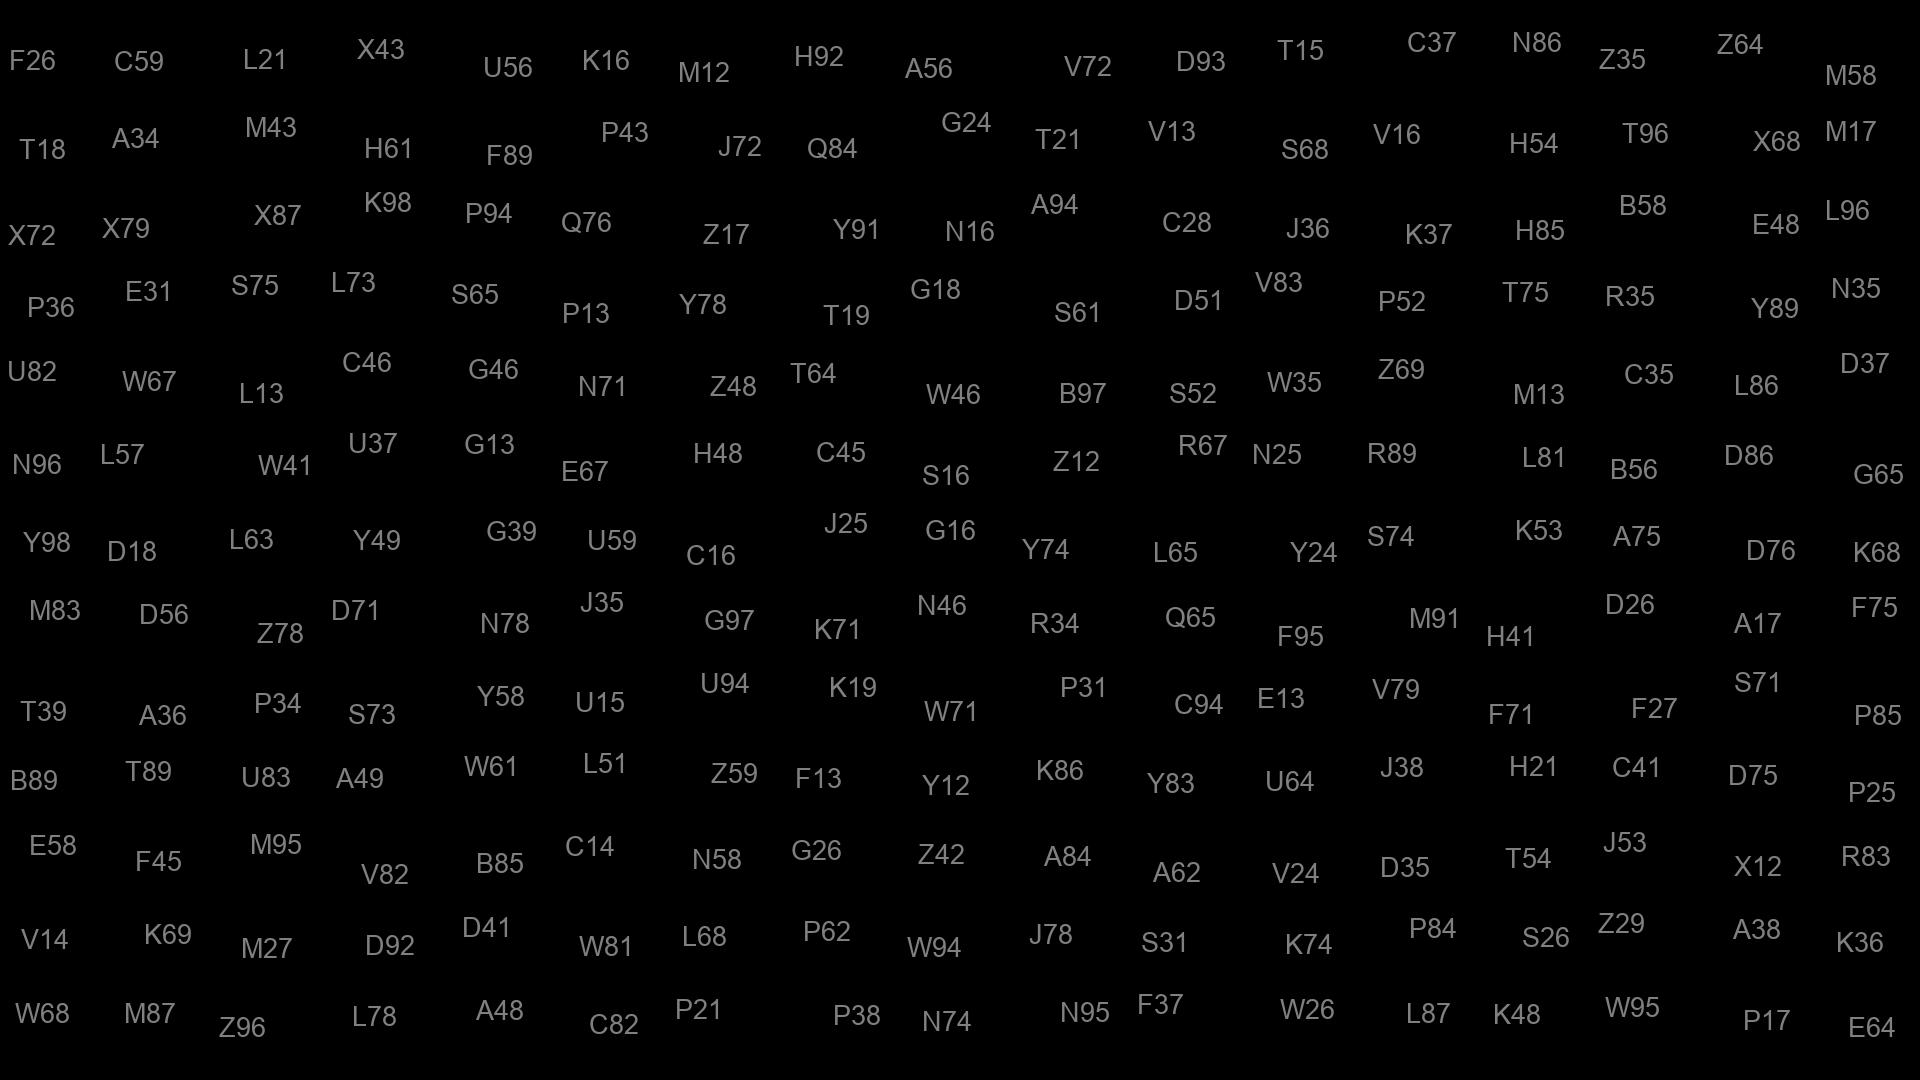 F26 C59 L21 X43 U56 K16 M12 H92 A56 V72 D93 T15 C37 N86 Z35 Z64 M58
T18 A34 M43 H61 F89 P43 J72 Q84 G24 T21 V13 S68 V16 H54 T96 X68 M17
X72 X79 X87 K98 P94 Q76 Z17 Y91 N16 A94 C28 J36 K37 H85 B58 E48 L96
P36 E31 S75 L73 S65 P13 Y78 T19 G18 S61 D51 V83 P52 T75 R35 Y89 N35
U82 W67 L13 C46 G46 N71 Z48 T64 W46 B97 S52 W35 Z69 M13 C35 L86 D37
N96 L57 W41 U37 G13 E67 H48 C45 S16 Z12 R67 N25 R89 L81 B56 D86 G65
Y98 D18 L63 Y49 G39 U59 C16 J25 G16 Y74 L65 Y24 S74 K53 A75 D76 K68
M83 D56 Z78 D71 N78 J35 G97 K71 N46 R34 Q65 F95 M91 H41 D26 A17 F75
T39 A36 P34 S73 Y58 U15 U94 K19 W71 P31 C94 E13 V79 F71 F27 S71 P85
B89 T89 U83 A49 W61 L51 Z59 F13 Y12 K86 Y83 U64 J38 H21 C41 D75 P25
E58 F45 M95 V82 B85 C14 N58 G26 Z42 A84 A62 V24 D35 T54 J53 X12 R83
V14 K69 M27 D92 D41 W81 L68 P62 W94 J78 S31 K74 P84 S26 Z29 A38 K36
W68 M87 Z96 L78 A48 C82 P21 P38 N74 N95 F37 W26 L87 K48 W95 P17 E64